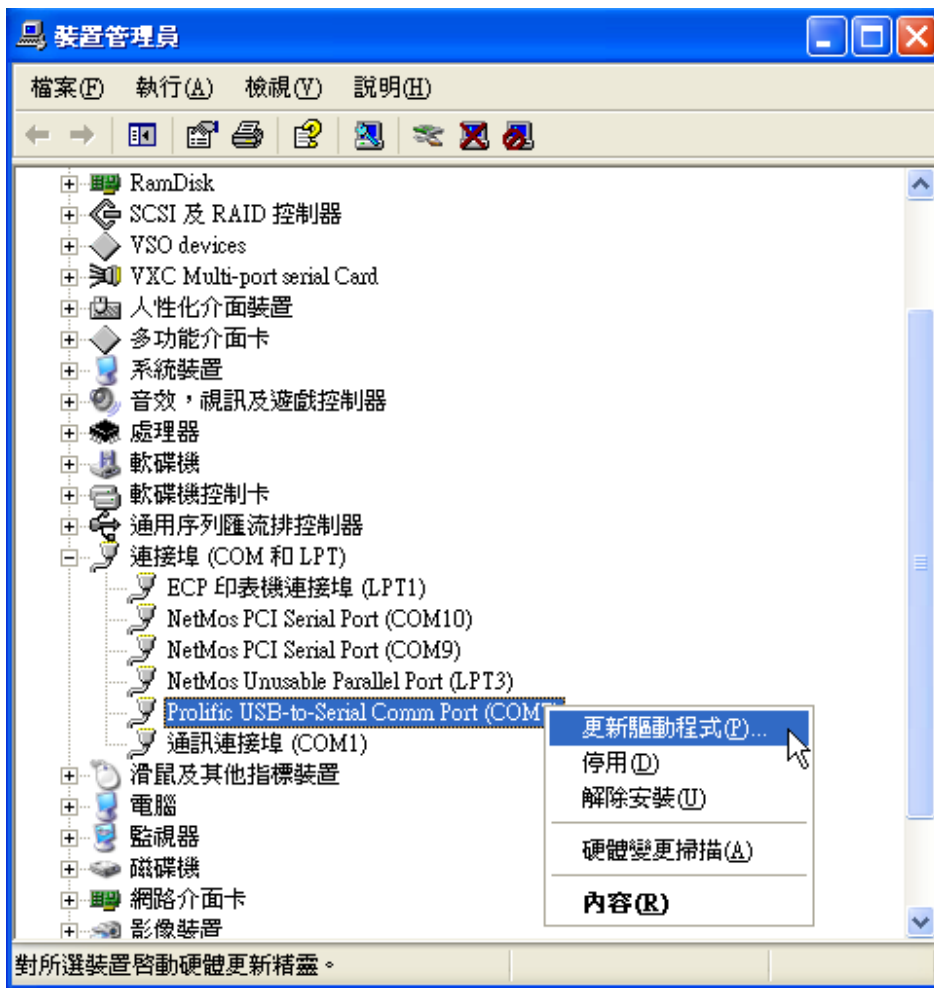 裝置管理員
檔案(F) 執行(A) 檢視(V) 說明(H)
RamDisk
SCSI 及 RAID 控制器
VSO devices
VXC Multi-port serial Card
人性化介面裝置
多功能介面卡
系統裝置
音效，視訊及遊戲控制器
處理器
軟碟機
軟碟機控制卡
通用序列匯流排控制器
連接埠 (COM 和 LPT)
ECP 印表機連接埠 (LPT1)
NetMos PCI Serial Port (COM10)
NetMos PCI Serial Port (COM9)
NetMos Unusable Parallel Port (LPT3)
Prolific USB-to-Serial Comm Port (COM
通訊連接埠 (COM1)
滑鼠及其他指標裝置
電腦
監視器
磁碟機
網路介面卡
影像裝置
更新驅動程式(P)...
停用(D)
解除安裝(U)
硬體變更掃描(A)
內容(R)
對所選裝置啟動硬體更新精靈。